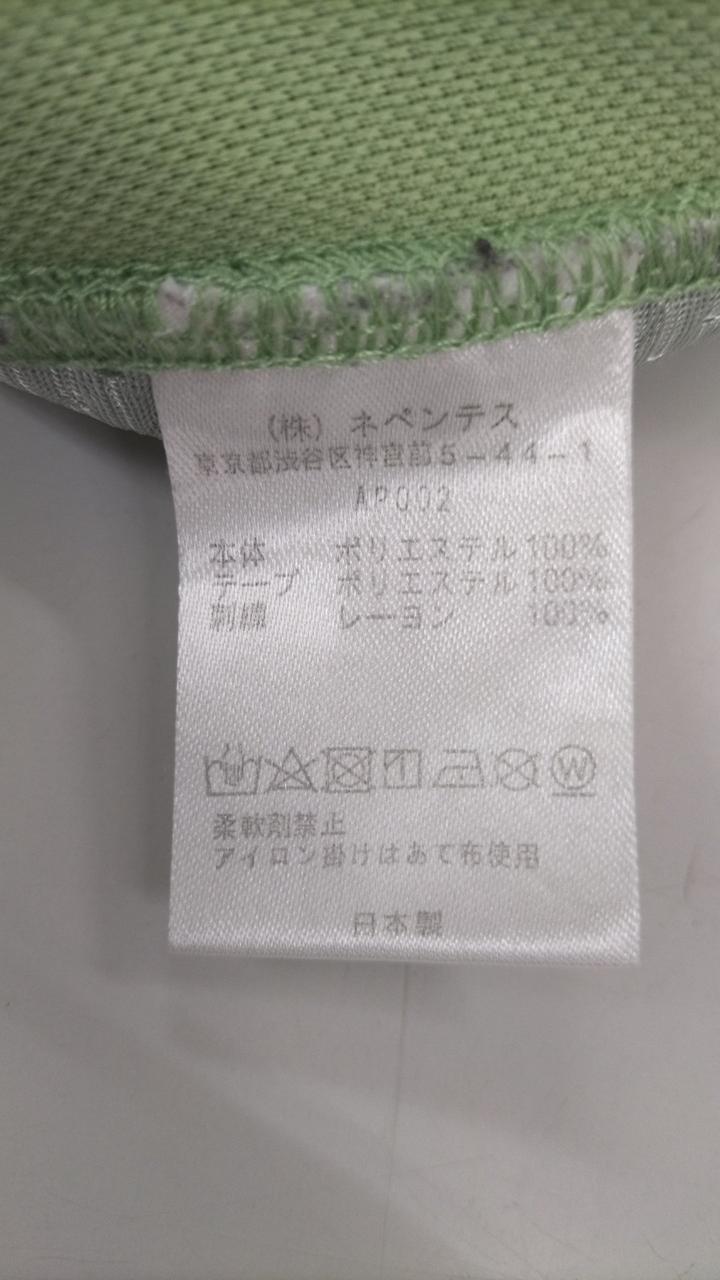 (株) ネペンテス
東京都渋谷区神宮前5-44-1
AP002
本体 ポリエステル 100%
テープ ポリエステル 100%
刺繍 レーヨン 100%
W
柔軟剤禁止
アイロン掛けはあて布使用
日本製